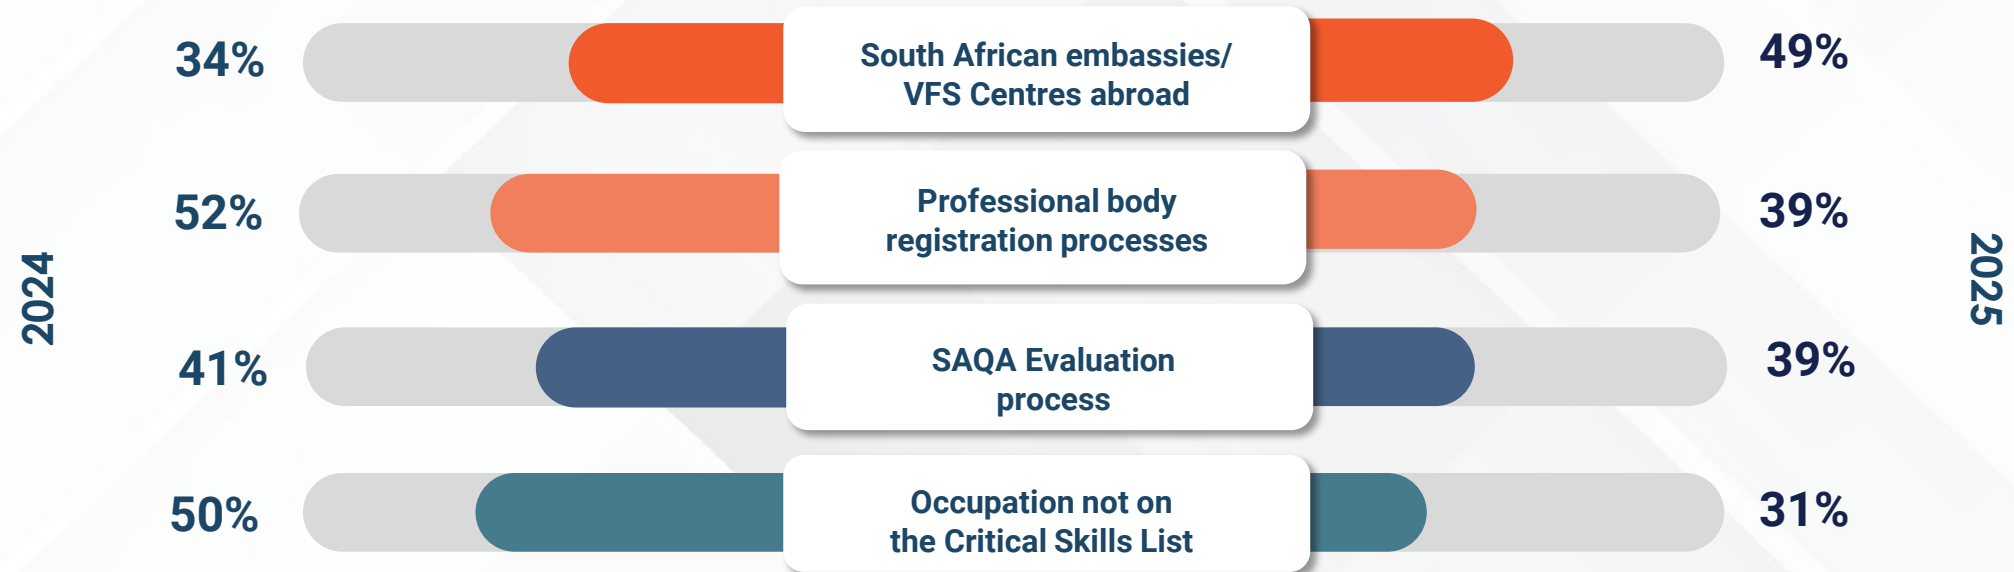 34%
South African embassies/
VFS Centres abroad
49%
52%
Professional body
registration processes
39%
2024
2025
41%
SAQA Evaluation
process
39%
50%
Occupation not on
the Critical Skills List
31%